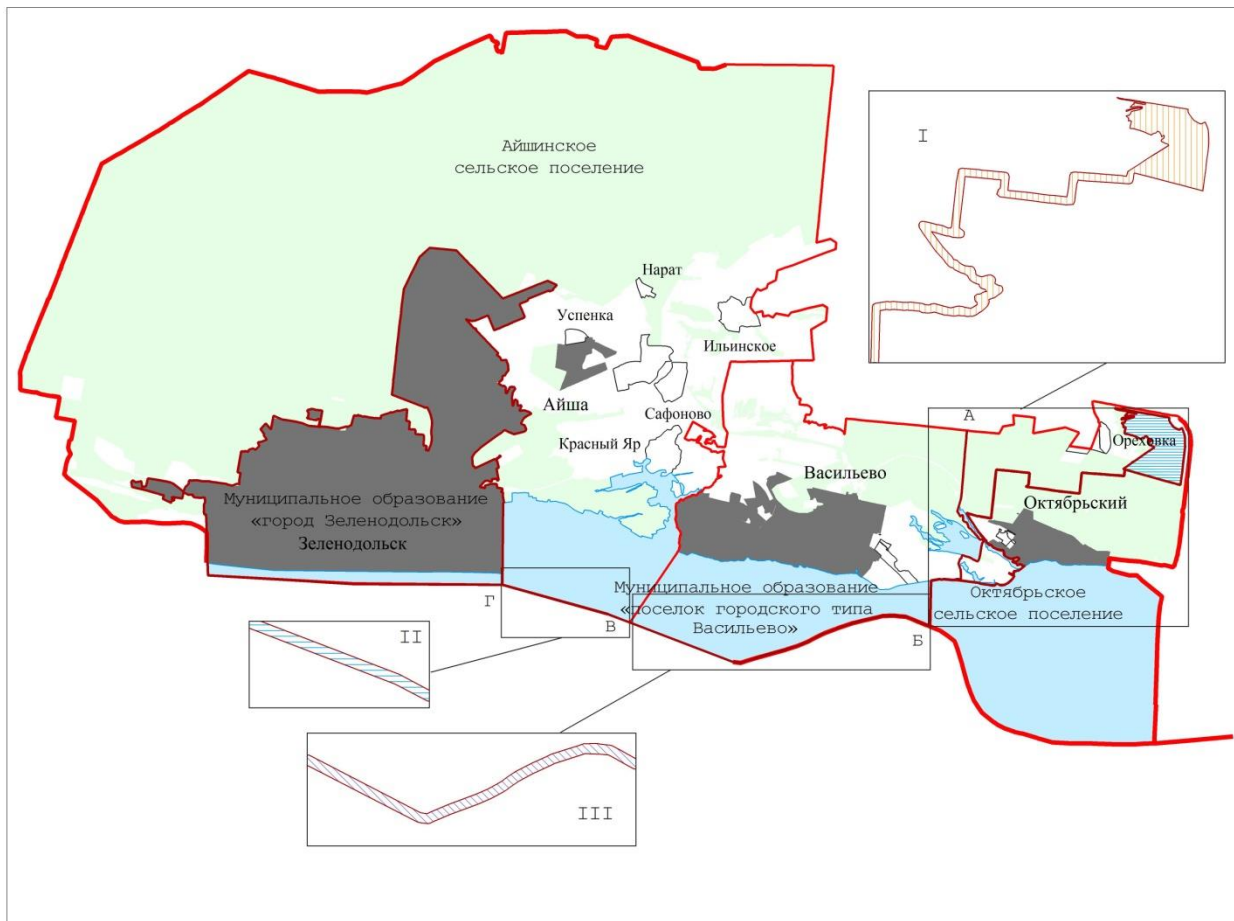 I
Айшинское
сельское поселение
Нарат
Успенка
Ильинское
Айша
Сафоново
А
Красный Яр
Ореховка
Васильево
Октябрьский
Муниципальное образование
«город Зеленодольск»
Зеленодольск
Муниципальное образование
«поселок городского типа
Васильево»
Октябрьское
сельское поселение
Г
В
Б
II
III